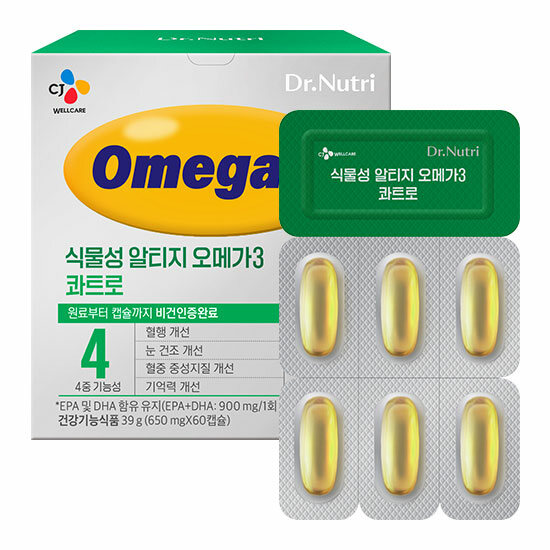 CJ
WELLCARE
Dr.Nutri
Omega
식물성 알티지 오메가3
콰트로
원료부터 캡슐까지 비건인증완료
4
4중 기능성
혈행 개선
눈 건조 개선
혈중 중성지질 개선
기억력 개선
*EPA 및 DHA 함유 유지(EPA+DHA: 900 mg/1회
건강기능식품 39 g (650 mgX60캡슐)
CJ WELLCARE
Dr.Nutri
식물성 알티지 오메가3
콰트로